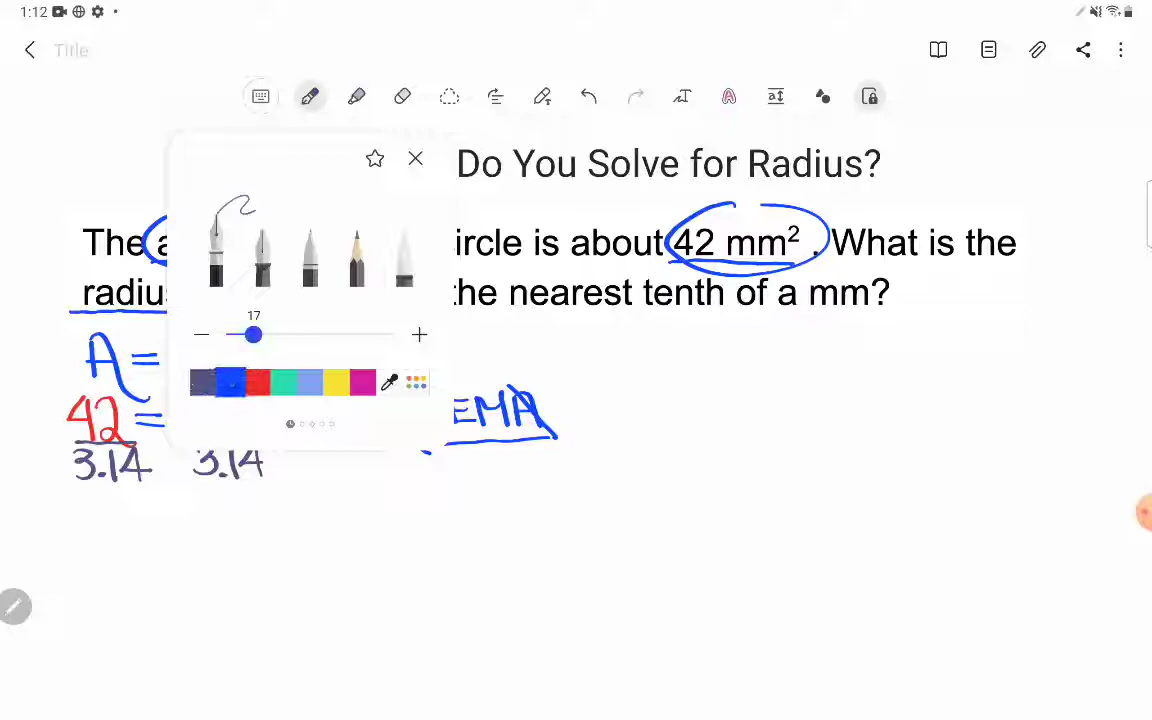 1:12
Title
Do You Solve for Radius?
The a ircle is about 42 mm². What is the
radius the nearest tenth of a mm?
17
A =
42 = EMA
3.14 3.14